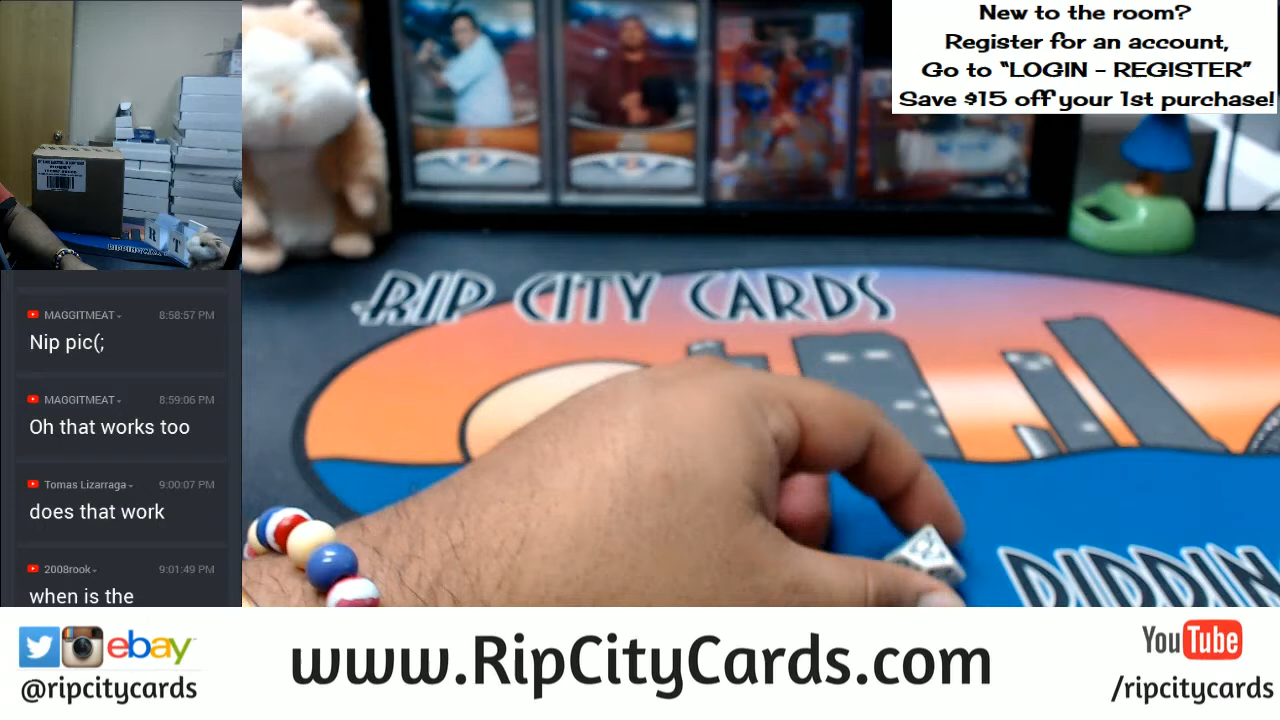 New to the room?
Register for an account,
Go to “LOGIN - REGISTER”
Save $15 off your 1st purchase!
R
T
MAGGITMEAT
8:58:57 PM
Nip pic(;
MAGGITMEAT
8:59:06 PM
Oh that works too
Tomas Lizarraga
9:00:07 PM
does that work
2008rook
9:01:49 PM
when is the
RIP CITY CARDS
RIPPIN
ebay
@ripcitycards
www.RipCityCards.com
YouTube
/ripcitycards